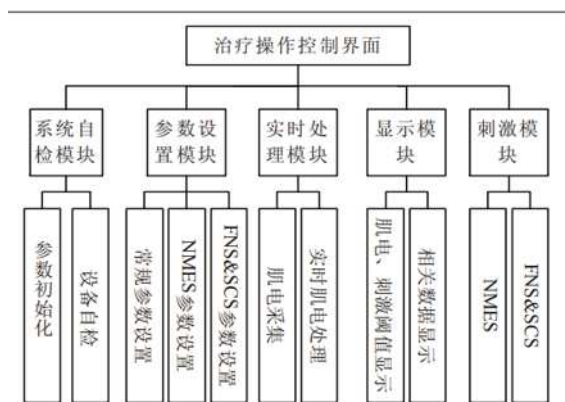 治疗操作控制界面
系统自
检模块
参数设
置模块
实时处
理模块
显示模
块
刺激模
块
参数初始化
设备自检
常规参数设置
NMES参数设置
FNS&SCS参数设置
肌电采集
实时肌电处理
肌电、刺激阈值显示
相关数据显示
NMES
FNS&SCS